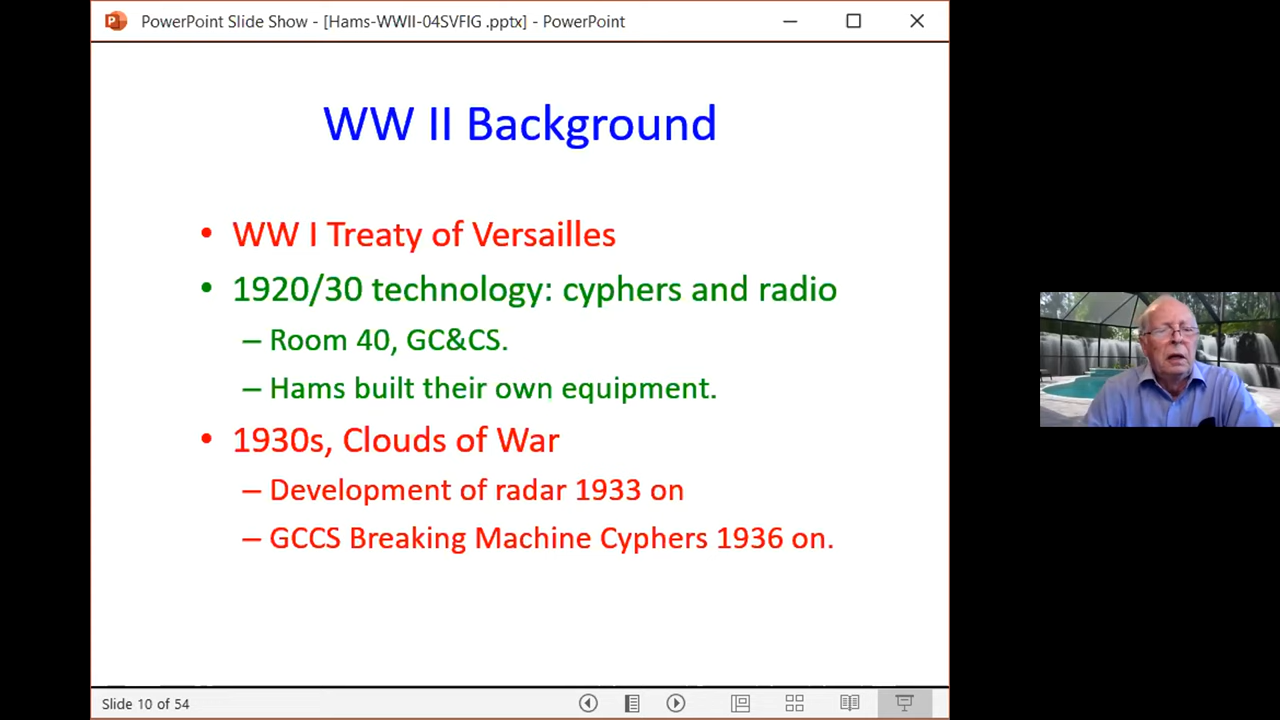 PowerPoint Slide Show - [Hams-WWII-04SVFIG .pptx] - PowerPoint
WW II Background
• WW I Treaty of Versailles
• 1920/30 technology: cyphers and radio
– Room 40, GC&CS.
– Hams built their own equipment.
• 1930s, Clouds of War
– Development of radar 1933 on
– GCCS Breaking Machine Cyphers 1936 on.
Slide 10 of 54